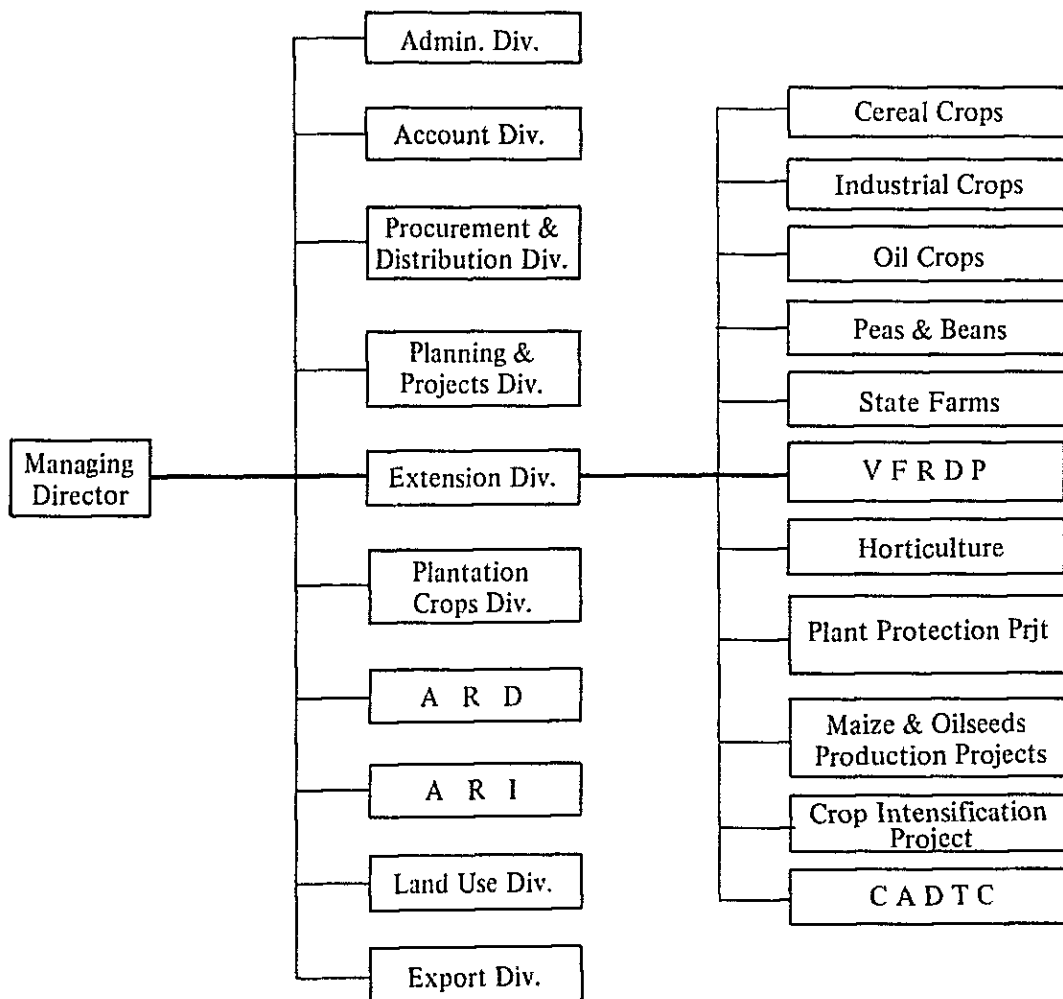 Managing
Director
Admin. Div.
Account Div.
Procurement &
Distribution Div.
Planning &
Projects Div.
Extension Div.
Plantation
Crops Div.
A R D
A R I
Land Use Div.
Export Div.
Cereal Crops
Industrial Crops
Oil Crops
Peas & Beans
State Farms
V F R D P
Horticulture
Plant Protection Prjt
Maize & Oilseeds
Production Projects
Crop Intensification
Project
C A D T C